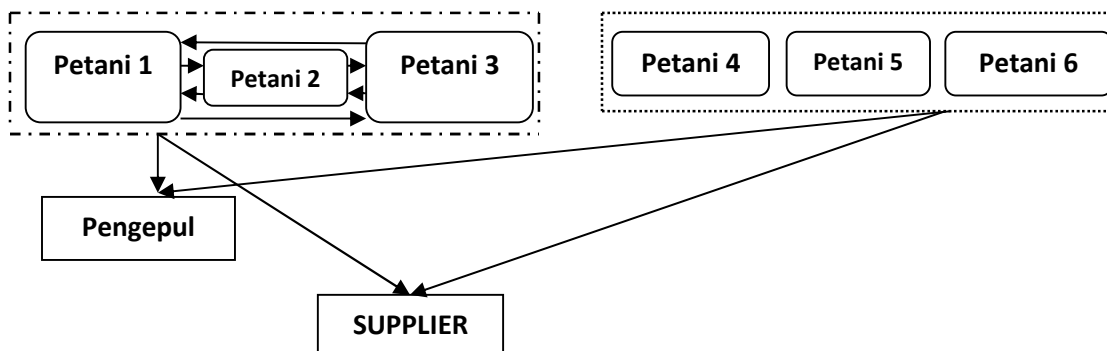 Petani 1
Petani 2
Petani 3
Petani 4
Petani 5
Petani 6
Pengepul
SUPPLIER